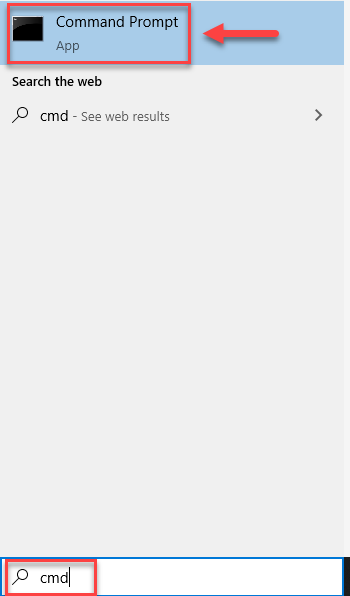 Command Prompt
App
Search the web
cmd - See web results
cmd